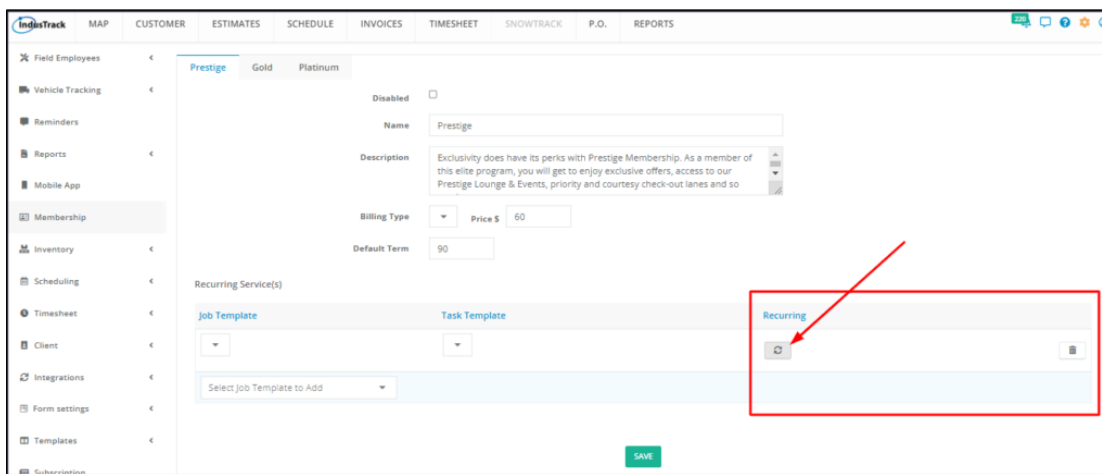 IndusTrack MAP CUSTOMER ESTIMATES SCHEDULE INVOICES TIMESHEET SNOWTRACK P.O. REPORTS 220
Field Employees
Vehicle Tracking
Reminders
Reports
Mobile App
Membership
Inventory
Scheduling
Timesheet
Client
Integrations
Form settings
Templates
Subscription
Prestige Gold Platinum
Disabled
Name Prestige
Description Exclusivity does have its perks with Prestige Membership. As a member of
this elite program, you will get to enjoy exclusive offers, access to our
Prestige Lounge & Events, priority and courtesy check-out lanes and so
Billing Type Price $ 60
Default Term 90
Recurring Service(s)
Job Template Task Template Recurring
Select Job Template to Add
SAVE